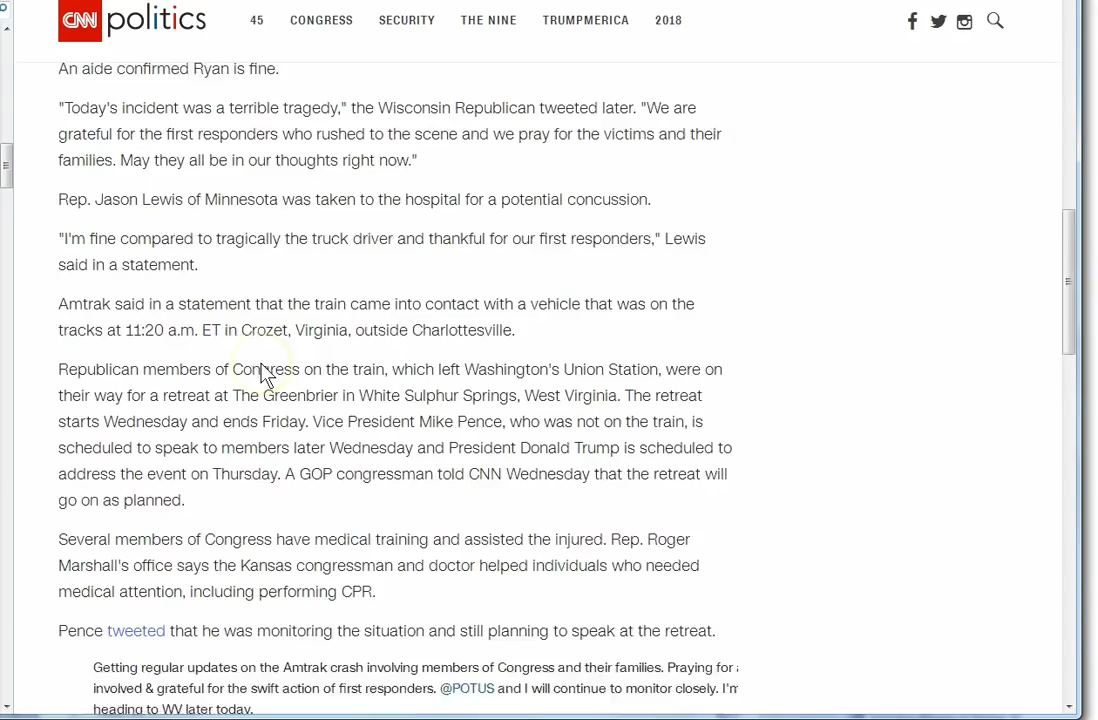 CNN politics 45 CONGRESS SECURITY THE NINE TRUMPMERICA 2018
An aide confirmed Ryan is fine.
"Today's incident was a terrible tragedy," the Wisconsin Republican tweeted later. "We are
grateful for the first responders who rushed to the scene and we pray for the victims and their
families. May they all be in our thoughts right now."
Rep. Jason Lewis of Minnesota was taken to the hospital for a potential concussion.
"I'm fine compared to tragically the truck driver and thankful for our first responders," Lewis
said in a statement.
Amtrak said in a statement that the train came into contact with a vehicle that was on the
tracks at 11:20 a.m. ET in Crozet, Virginia, outside Charlottesville.
Republican members of Congress on the train, which left Washington's Union Station, were on
their way for a retreat at The Greenbrier in White Sulphur Springs, West Virginia. The retreat
starts Wednesday and ends Friday. Vice President Mike Pence, who was not on the train, is
scheduled to speak to members later Wednesday and President Donald Trump is scheduled to
address the event on Thursday. A GOP congressman told CNN Wednesday that the retreat will
go on as planned.
Several members of Congress have medical training and assisted the injured. Rep. Roger
Marshall's office says the Kansas congressman and doctor helped individuals who needed
medical attention, including performing CPR.
Pence tweeted that he was monitoring the situation and still planning to speak at the retreat.
Getting regular updates on the Amtrak crash involving members of Congress and their families. Praying for
involved & grateful for the swift action of first responders. @POTUS and I will continue to monitor closely. I'm
heading to WV later today.